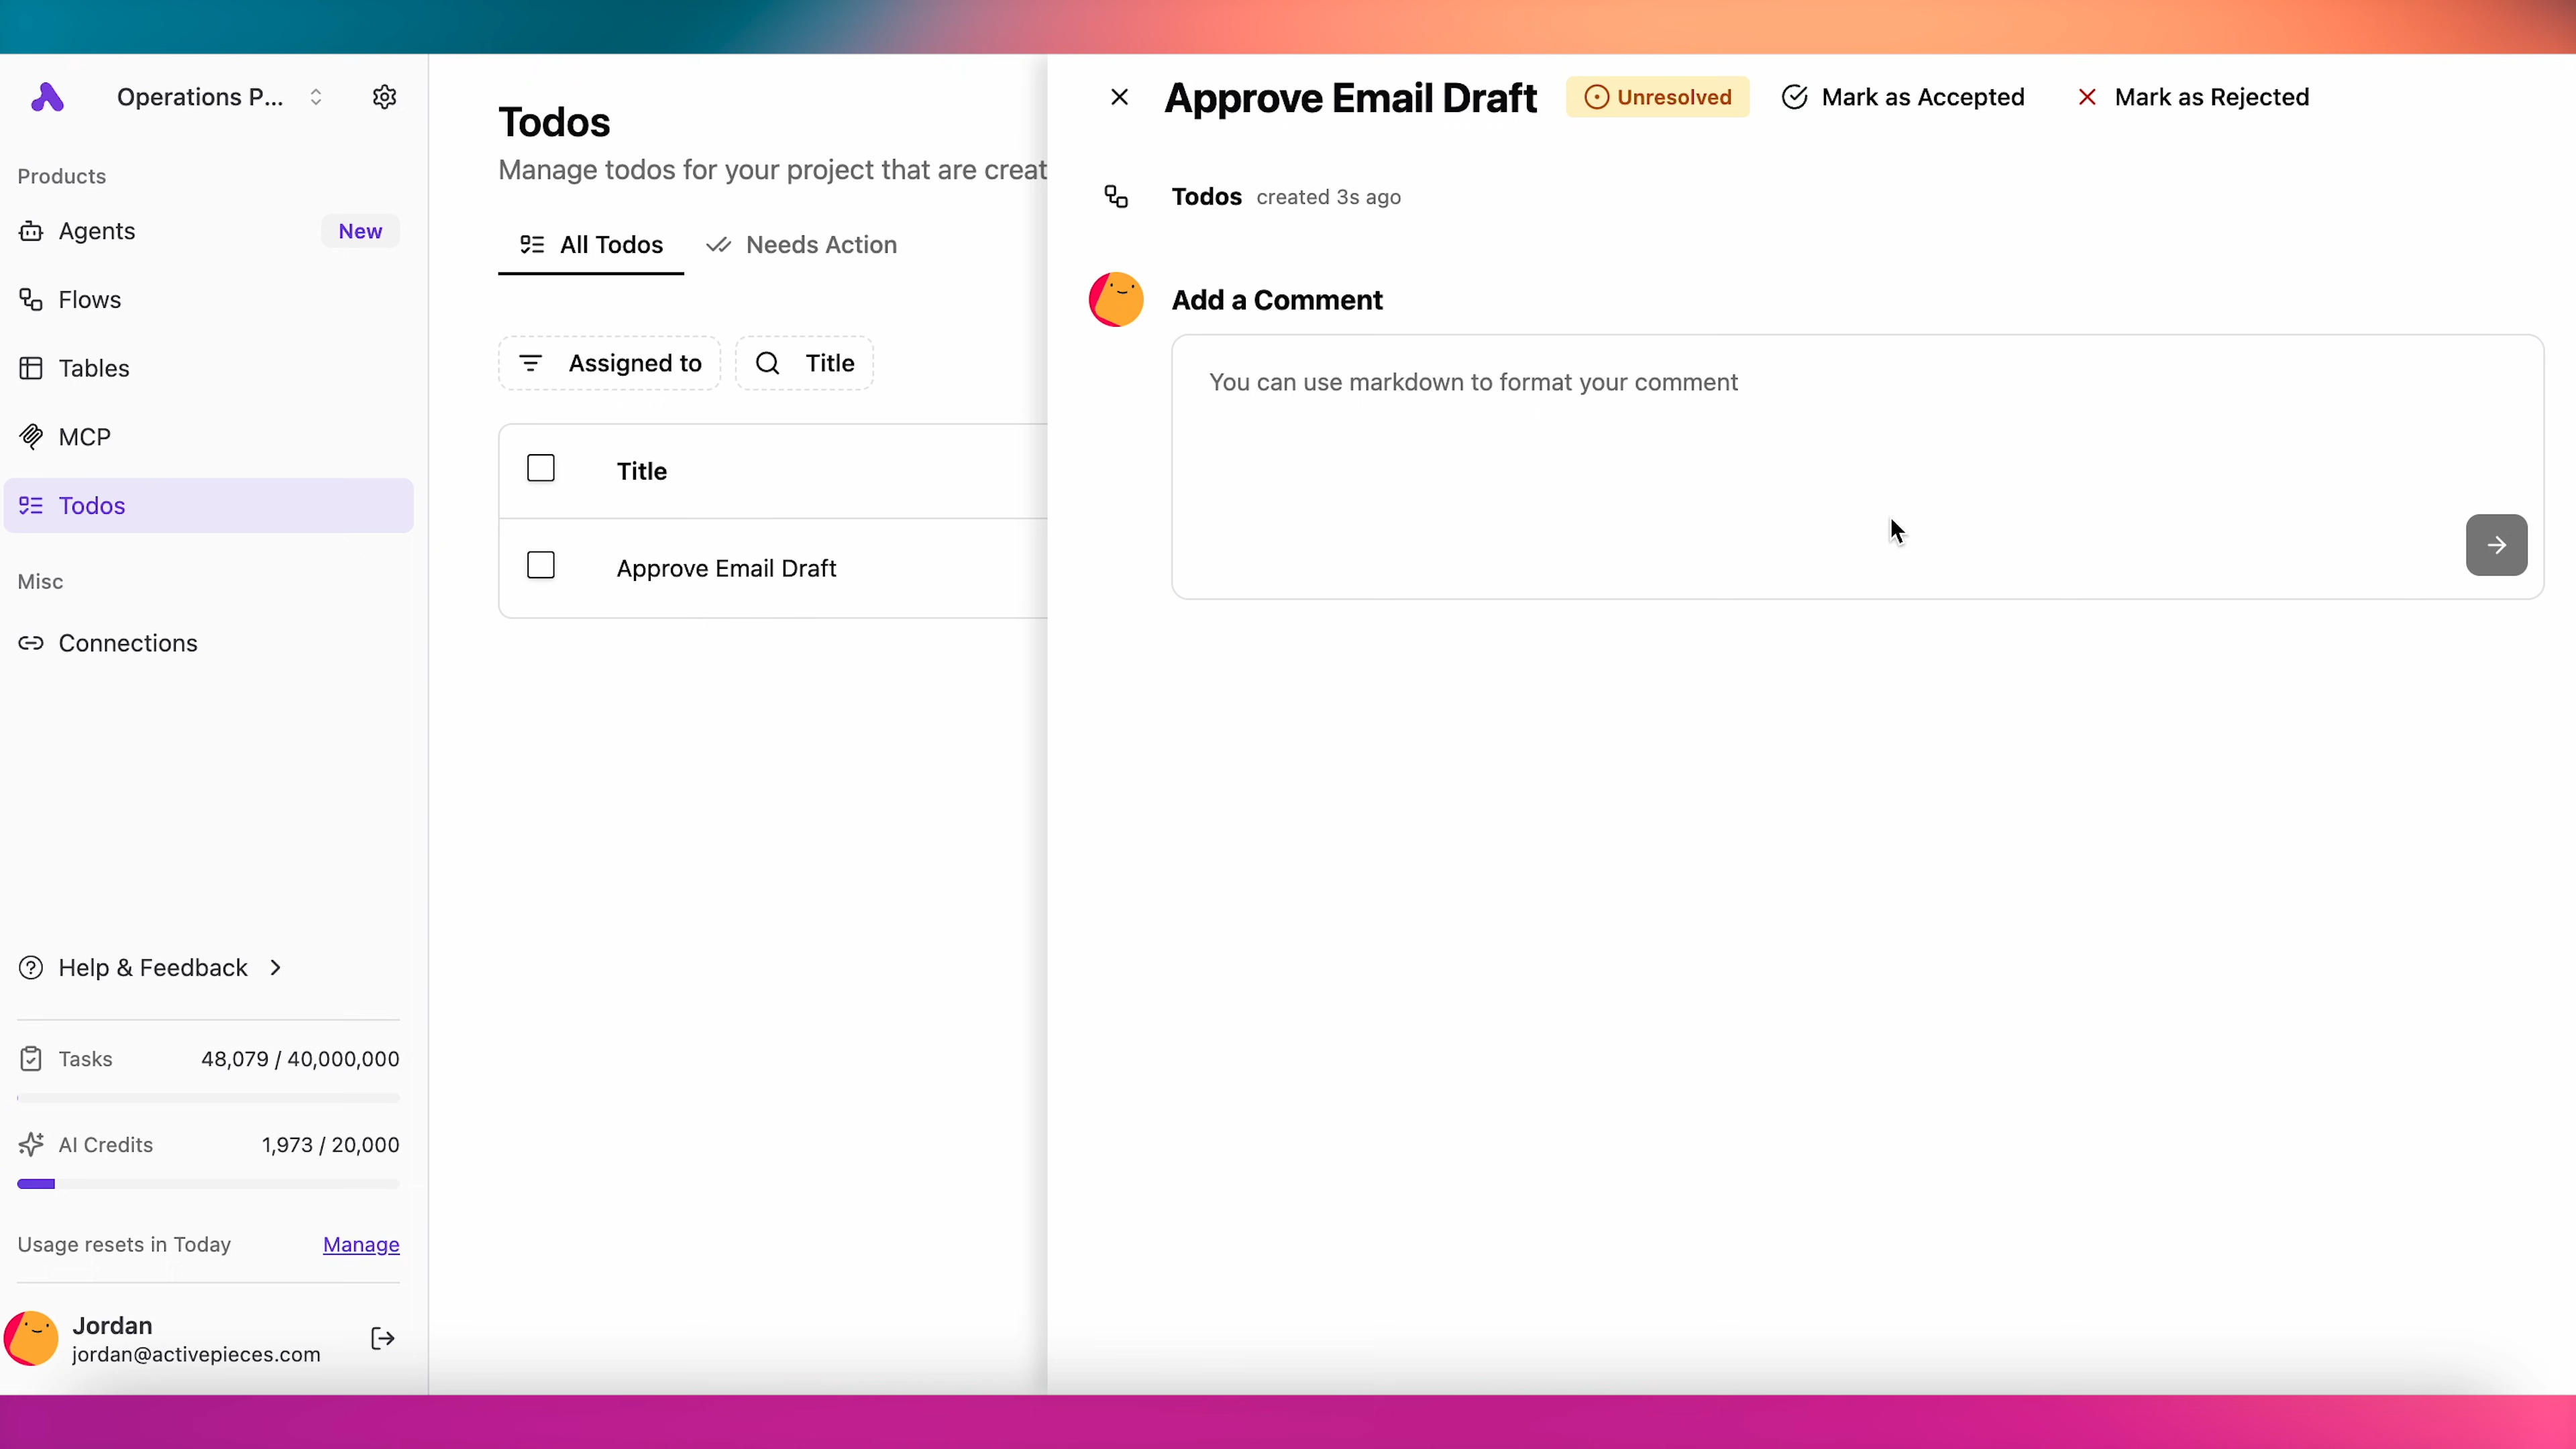 Operations P...
Products
Agents New
Flows
Tables
MCP
Todos
Misc
Connections
Help & Feedback
Tasks 48,079 / 40,000,000
AI Credits 1,973 / 20,000
Usage resets in Today Manage
Jordan
jordan@activepieces.com
Todos
Manage todos for your project that are creat
All Todos Needs Action
Assigned to Title
Title
Approve Email Draft
Approve Email Draft Unresolved Mark as Accepted Mark as Rejected
Todos created 3s ago
Add a Comment
You can use markdown to format your comment